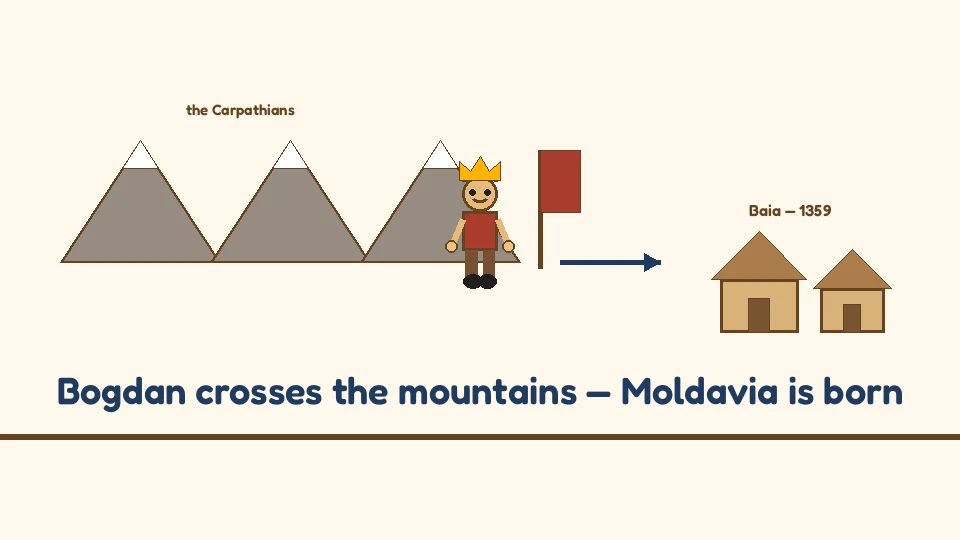 the Carpathians
Baia – 1359
Bogdan crosses the mountains – Moldavia is born